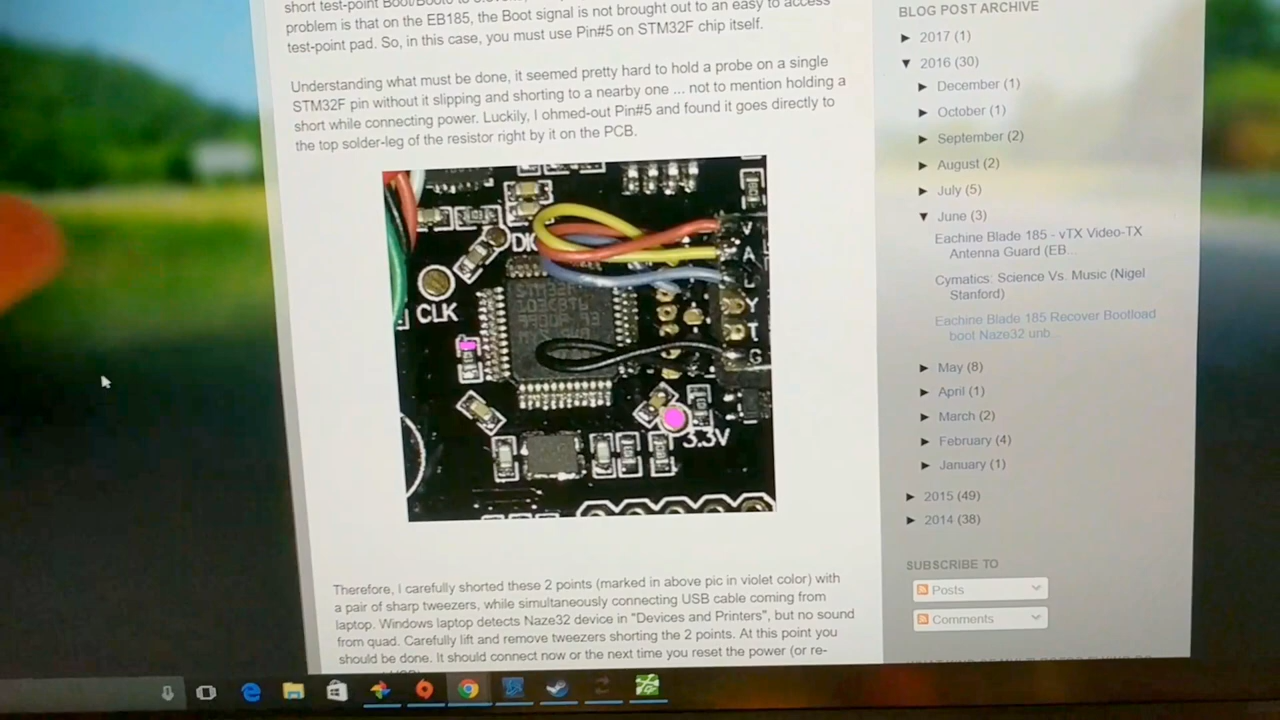 short test-point
problem is that on the EB185, the Boot signal is not brought out to an easy to access
test-point pad. So, in this case, you must use Pin#5 on STM32F chip itself.
Understanding what must be done, it seemed pretty hard to hold a probe on a single
STM32F pin without it slipping and shorting to a nearby one ... not to mention holding a
short while connecting power. Luckily, I ohmed-out Pin#5 and found it goes directly to
the top solder-leg of the resistor right by it on the PCB.
CLK
V
A
L
Y
T
G
3.3V
Therefore, I carefully shorted these 2 points (marked in above pic in violet color) with
a pair of sharp tweezers, while simultaneously connecting USB cable coming from
laptop. Windows laptop detects Naze32 device in "Devices and Printers", but no sound
from quad. Carefully lift and remove tweezers shorting the 2 points. At this point you
should be done. It should connect now or the next time you reset the power (or re-
BLOG POST ARCHIVE
► 2017 (1)
▼ 2016 (30)
► December (1)
► October (1)
► September (2)
► August (2)
► July (5)
▼ June (3)
Eachine Blade 185 - vTX Video-TX
Antenna Guard (EB...
Cymatics: Science Vs. Music (Nigel
Stanford)
Eachine Blade 185 Recover Bootload
boot Naze32 unb...
► May (8)
► April (1)
► March (2)
► February (4)
► January (1)
► 2015 (49)
► 2014 (38)
SUBSCRIBE TO
Posts
Comments